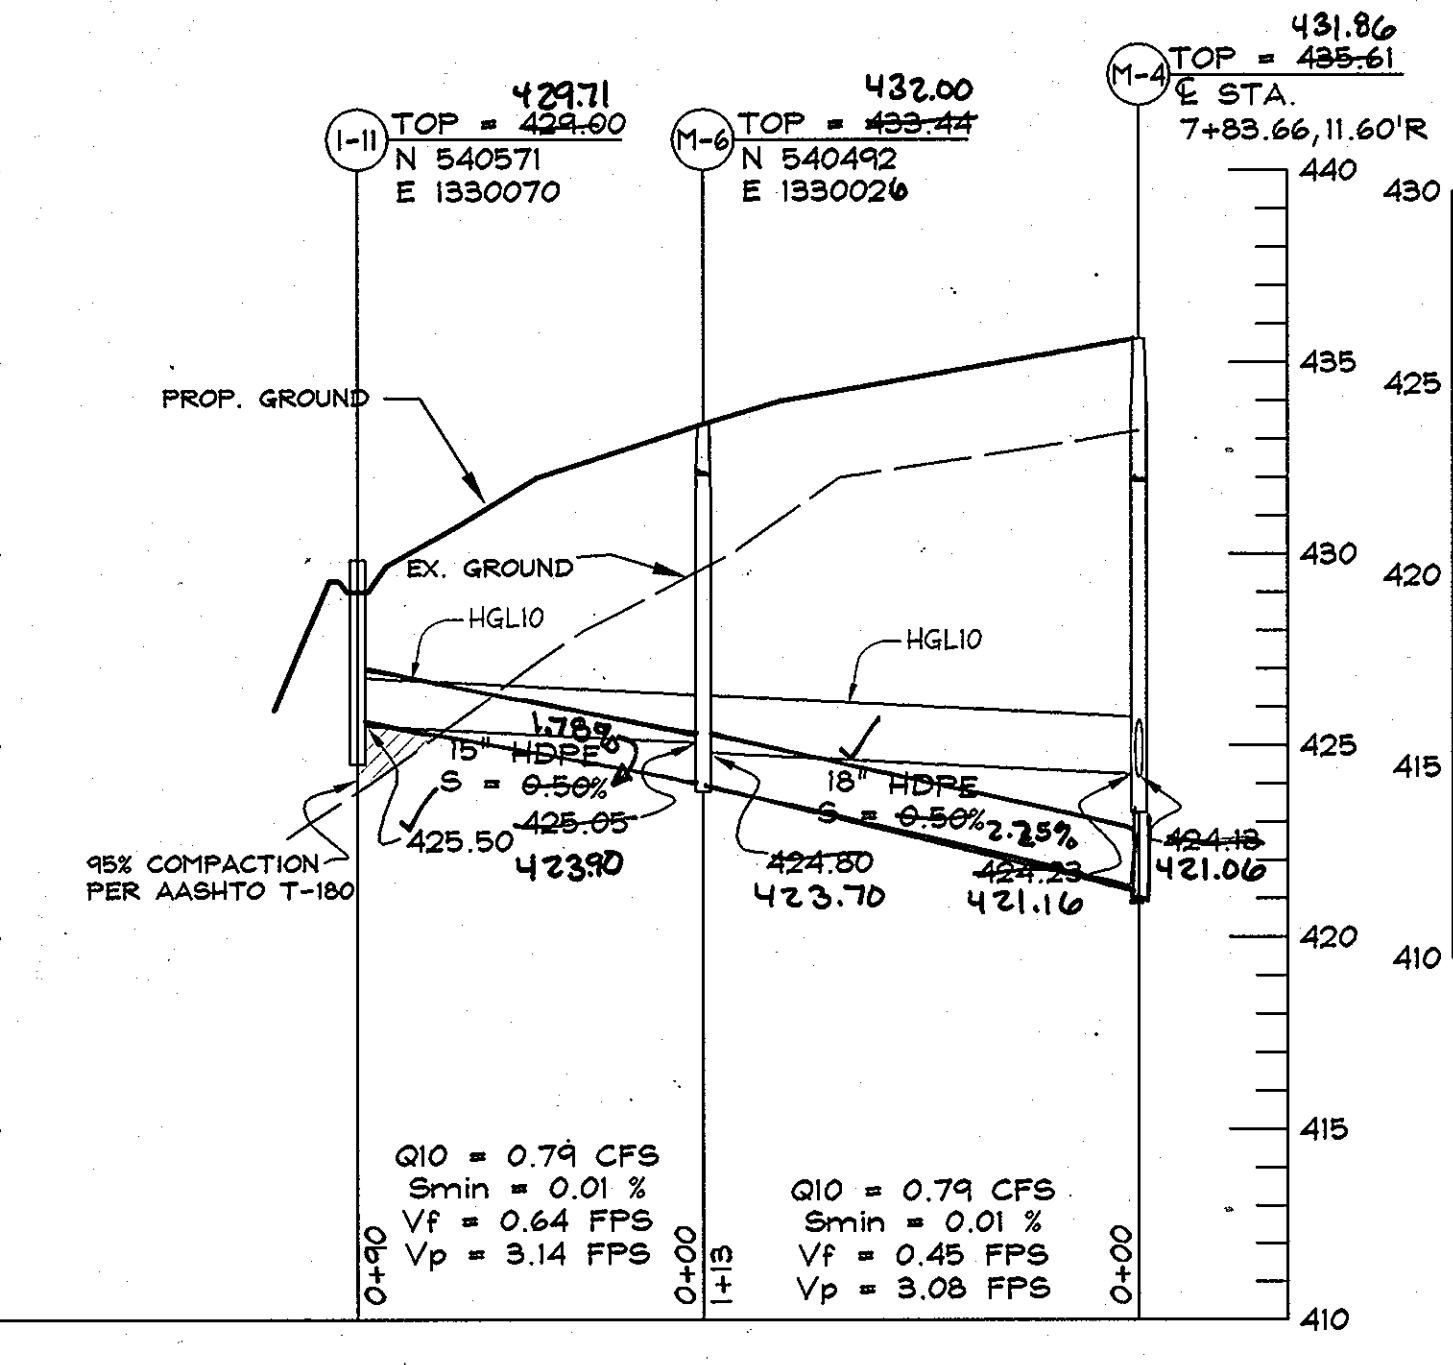 431.86
M-4
TOP = 435.61
℄ STA.
7+83.66, 11.60'R
429.71
I-11
TOP = 429.00
N 540571
E 1330070
432.00
M-6
TOP = 433.44
N 540492
E 1330026
440
435
430
425
420
415
410
430
425
420
415
410
PROP. GROUND
EX. GROUND
HGL10
HGL10
1.78%
15" HDPE
S = 0.50%
425.50
425.05
423.90
18" HDPE
S = 0.50%
2.25%
424.80
423.70
424.23
421.16
424.13
421.06
95% COMPACTION
PER AASHTO T-180
Q10 = 0.79 CFS
Smin = 0.01 %
Vf = 0.64 FPS
Vp = 3.14 FPS
Q10 = 0.79 CFS
Smin = 0.01 %
Vf = 0.45 FPS
Vp = 3.08 FPS
0+90
0+00
1+13
0+00